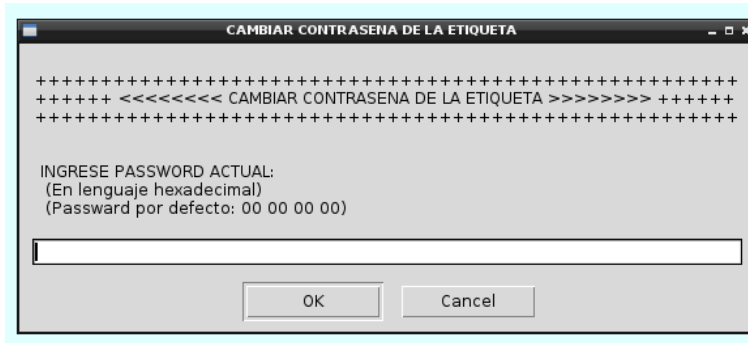 CAMBIAR CONTRASENA DE LA ETIQUETA
++++++++++++++++++++++++++++++++++++++++++++++++++++++
++++++ <<<<<<<< CAMBIAR CONTRASENA DE LA ETIQUETA >>>>>>>> ++++++
++++++++++++++++++++++++++++++++++++++++++++++++++++++
INGRESE PASSWORD ACTUAL:
(En lenguaje hexadecimal)
(Passward por defecto: 00 00 00 00)
OK Cancel